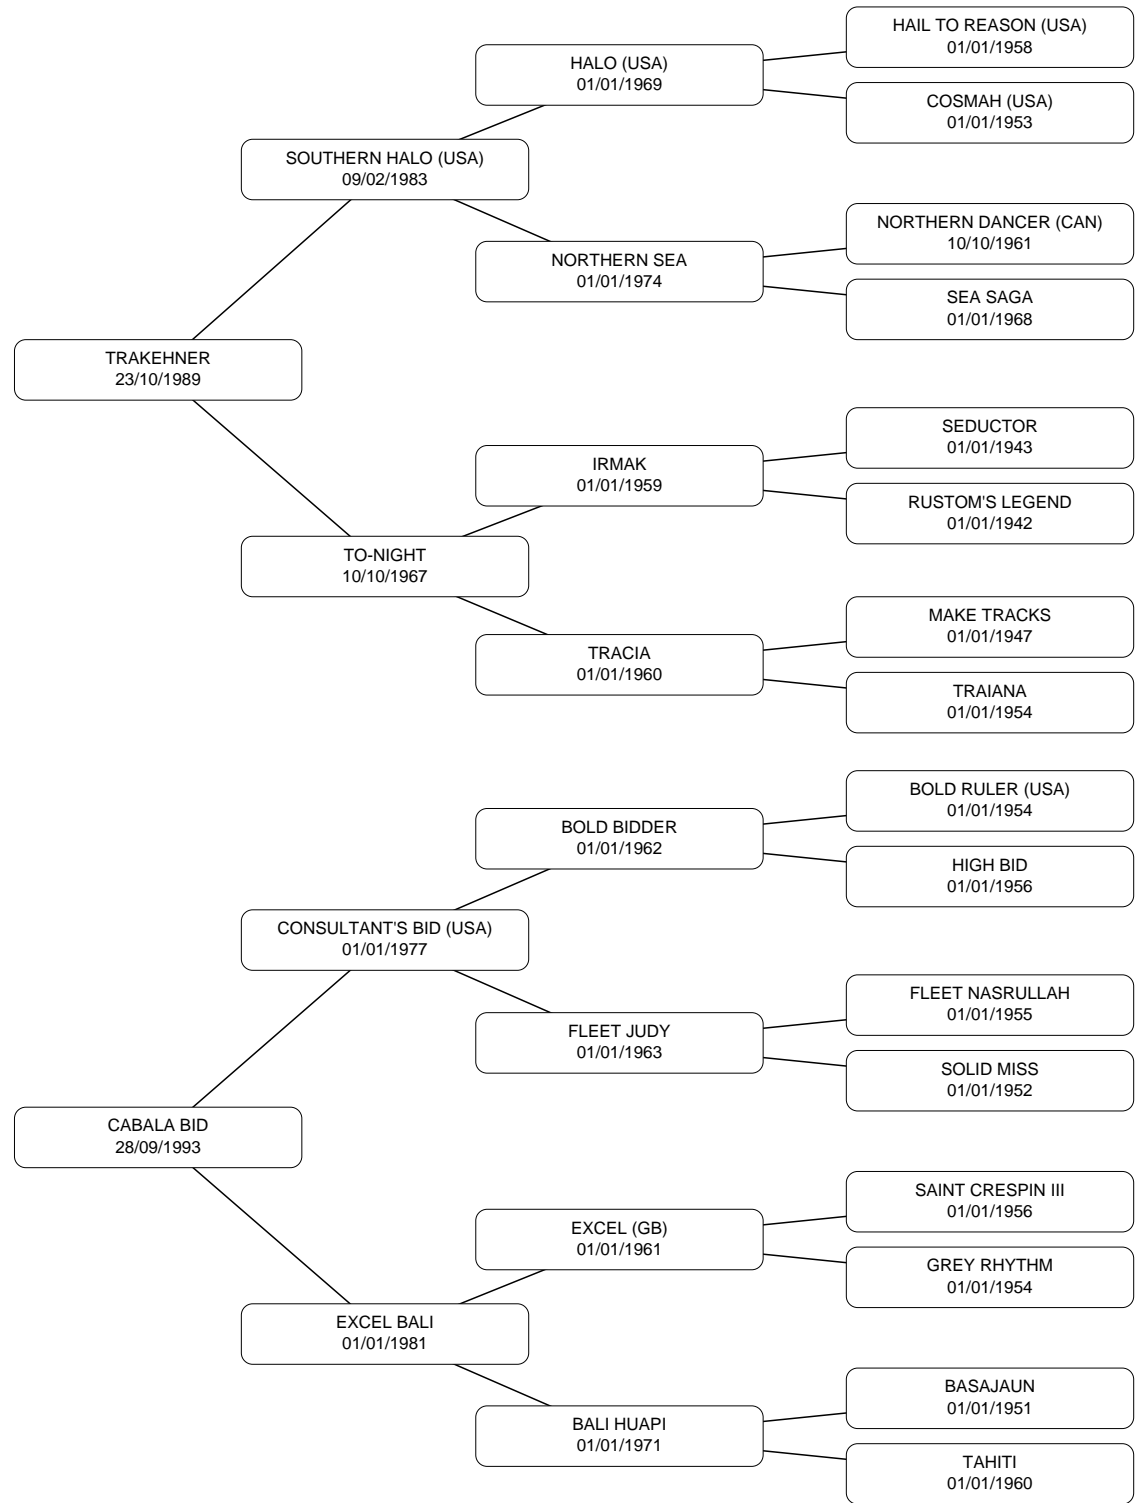 HAIL TO REASON (USA)
01/01/1958
HALO (USA)
01/01/1969
COSMAH (USA)
01/01/1953
SOUTHERN HALO (USA)
09/02/1983
NORTHERN DANCER (CAN)
10/10/1961
NORTHERN SEA
01/01/1974
SEA SAGA
01/01/1968
TRAKEHNER
23/10/1989
SEDUCTOR
01/01/1943
IRMAK
01/01/1959
RUSTOM'S LEGEND
01/01/1942
TO-NIGHT
10/10/1967
MAKE TRACKS
01/01/1947
TRACIA
01/01/1960
TRAIANA
01/01/1954
BOLD RULER (USA)
01/01/1954
BOLD BIDDER
01/01/1962
HIGH BID
01/01/1956
CONSULTANT'S BID (USA)
01/01/1977
FLEET NASRULLAH
01/01/1955
FLEET JUDY
01/01/1963
SOLID MISS
01/01/1952
CABALA BID
28/09/1993
SAINT CRESPIN III
01/01/1956
EXCEL (GB)
01/01/1961
GREY RHYTHM
01/01/1954
EXCEL BALI
01/01/1981
BASAJAUN
01/01/1951
BALI HUAPI
01/01/1971
TAHITI
01/01/1960